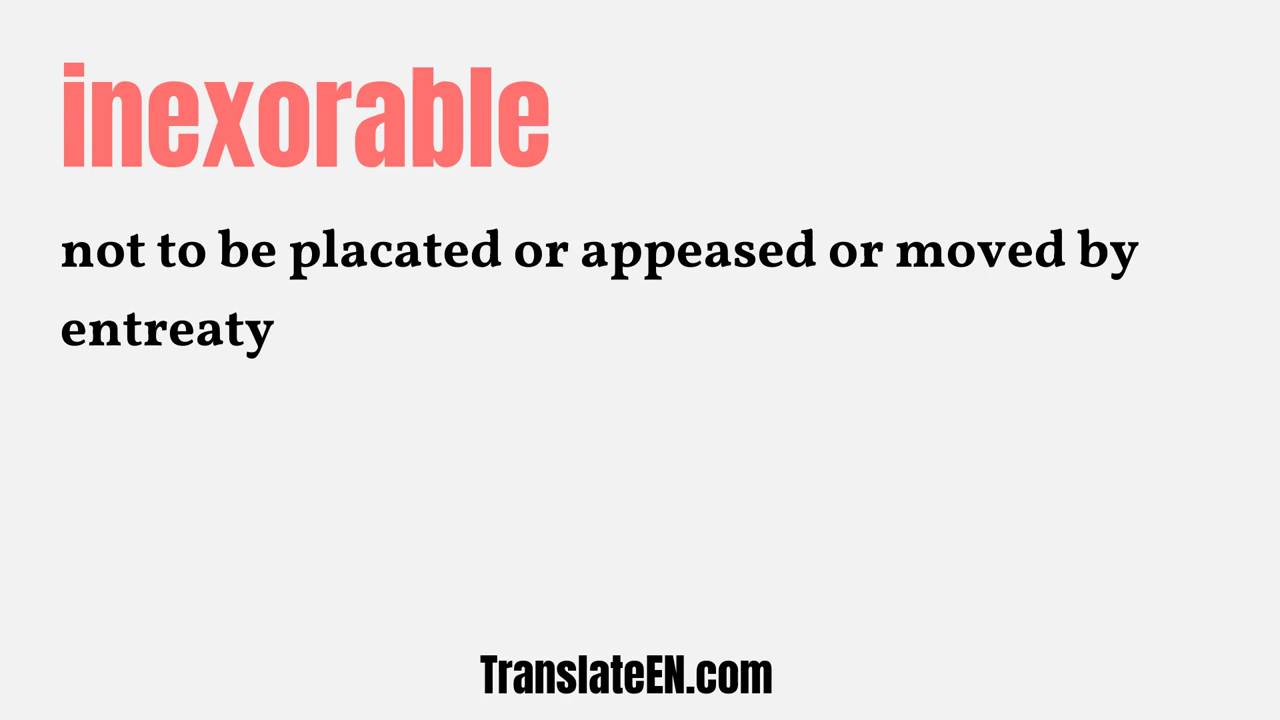 inexorable
not to be placated or appeased or moved by
entreaty
TranslateEN.com